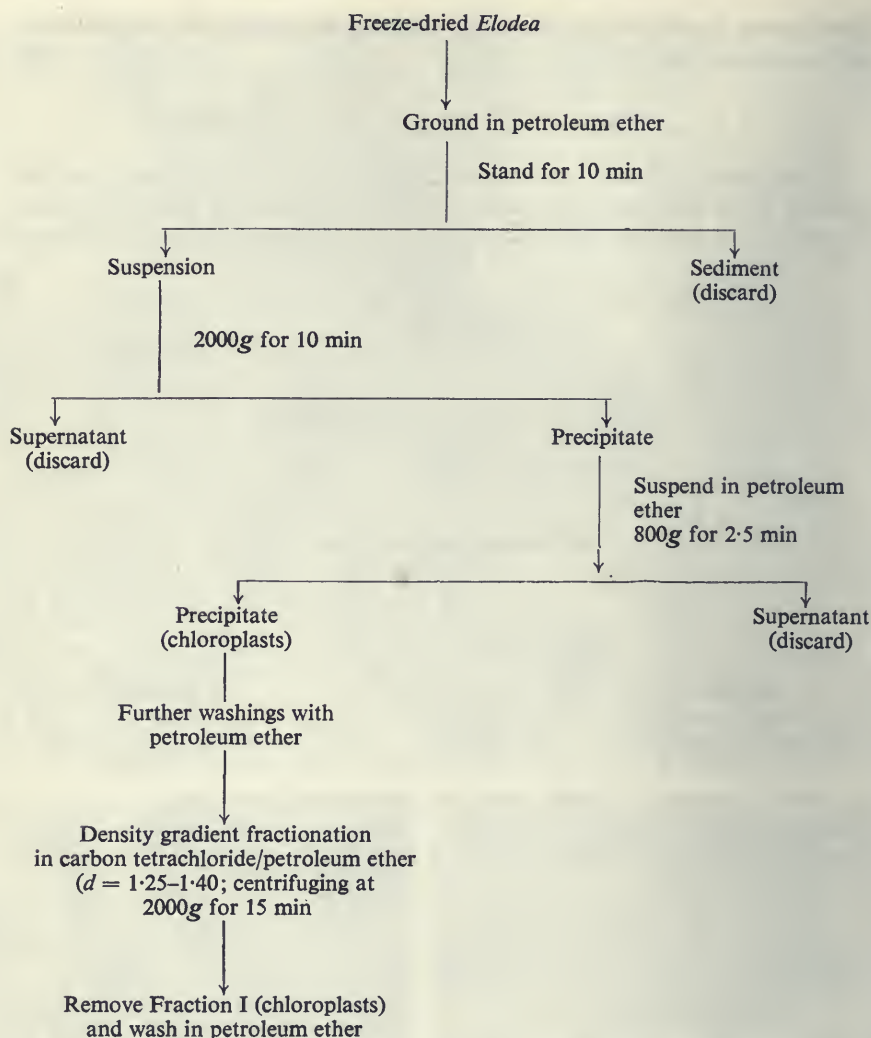 Freeze-dried Elodea
Ground in petroleum ether
Stand for 10 min
Suspension
Sediment
(discard)
2000g for 10 min
Supernatant
(discard)
Precipitate
Suspend in petroleum
ether
800g for 2·5 min
Precipitate
(chloroplasts)
Supernatant
(discard)
Further washings with
petroleum ether
Density gradient fractionation
in carbon tetrachloride/petroleum ether
(d = 1·25–1·40; centrifuging at
2000g for 15 min
Remove Fraction I (chloroplasts)
and wash in petroleum ether